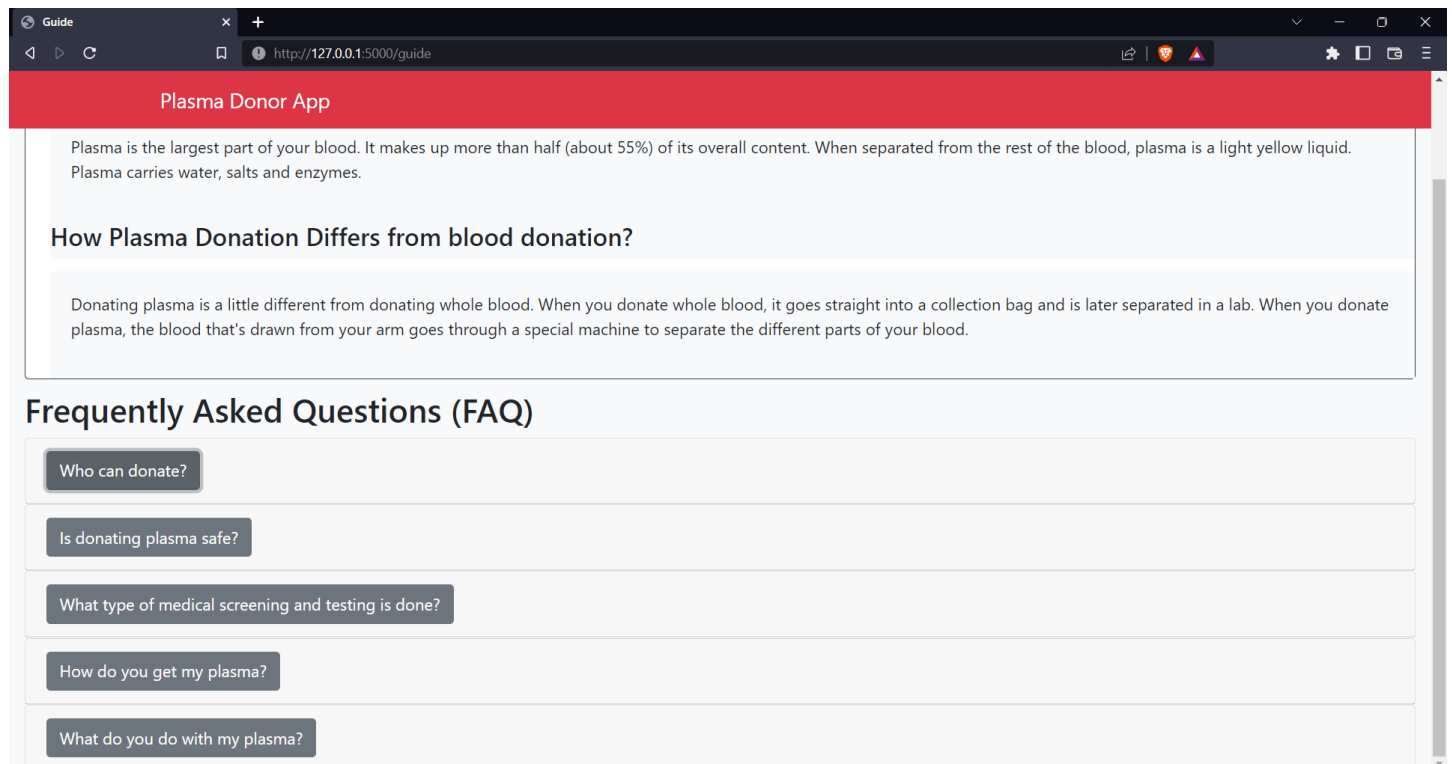 Guide
http://127.0.0.1:5000/guide
Plasma Donor App
Plasma is the largest part of your blood. It makes up more than half (about 55%) of its overall content. When separated from the rest of the blood, plasma is a light yellow liquid.
Plasma carries water, salts and enzymes.
How Plasma Donation Differs from blood donation?
Donating plasma is a little different from donating whole blood. When you donate whole blood, it goes straight into a collection bag and is later separated in a lab. When you donate
plasma, the blood that's drawn from your arm goes through a special machine to separate the different parts of your blood.
Frequently Asked Questions (FAQ)
Who can donate?
Is donating plasma safe?
What type of medical screening and testing is done?
How do you get my plasma?
What do you do with my plasma?